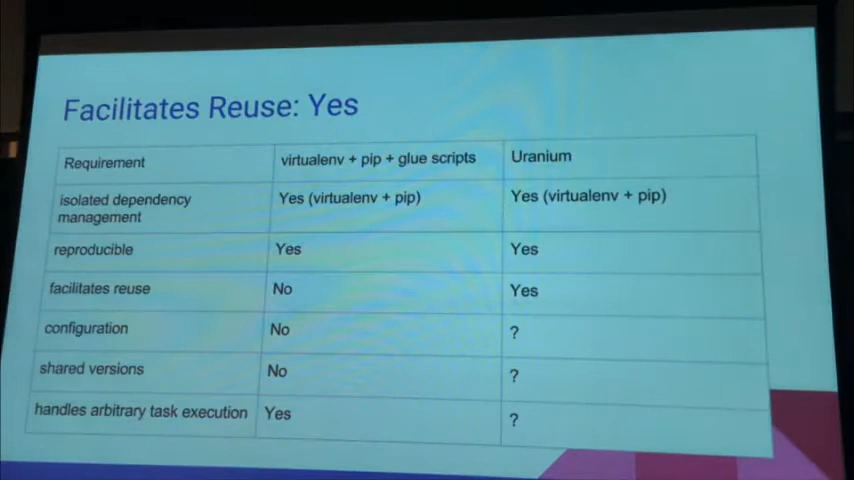 Facilitates Reuse: Yes
Requirement virtualenv + pip + glue scripts Uranium
isolated dependency management Yes (virtualenv + pip) Yes (virtualenv + pip)
reproducible Yes Yes
facilitates reuse No Yes
configuration No ?
shared versions No ?
handles arbitrary task execution Yes ?